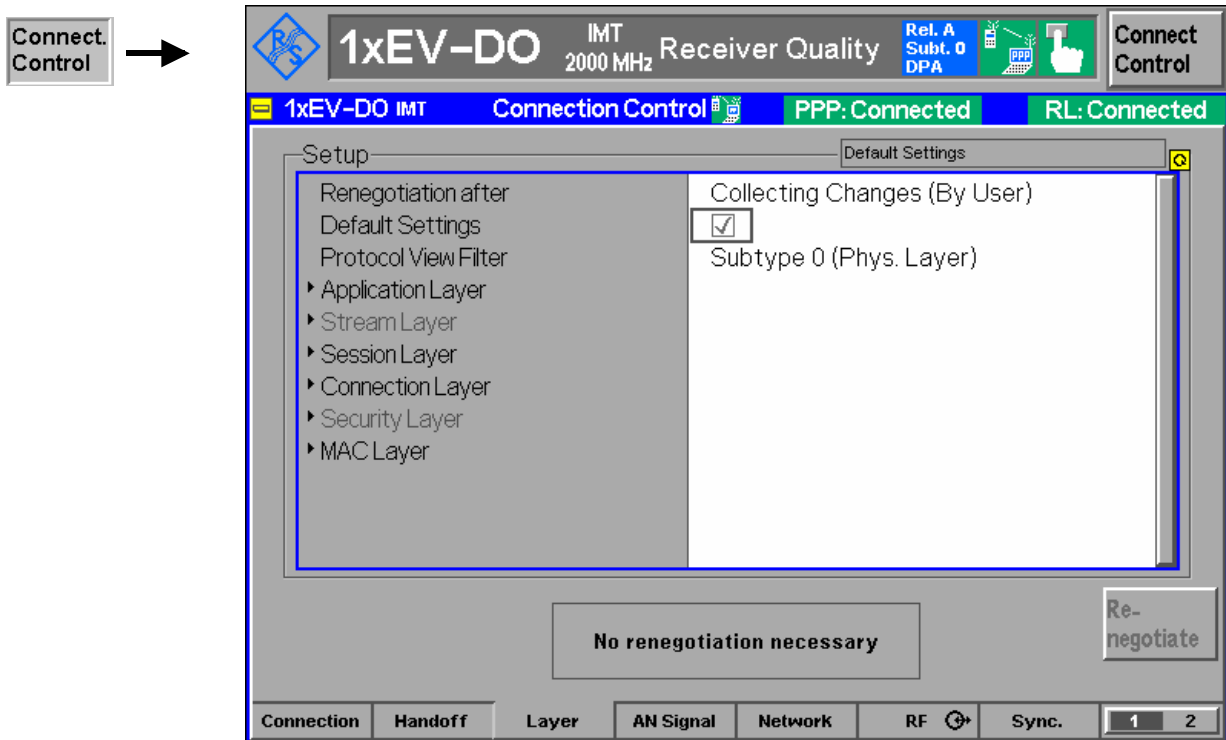 Connect.
Control
R S
1xEV-DO IMT 2000 MHz Receiver Quality
Rel. A
Subt. 0
DPA
PPP
Connect
Control
1xEV-DO IMT Connection Control PPP: Connected RL: Connected
Setup Default Settings
Renegotiation after Collecting Changes (By User)
Default Settings
Protocol View Filter Subtype 0 (Phys. Layer)
Application Layer
Stream Layer
Session Layer
Connection Layer
Security Layer
MAC Layer
Re-
negotiate
No renegotiation necessary
Connection Handoff Layer AN Signal Network RF Sync. 1 2